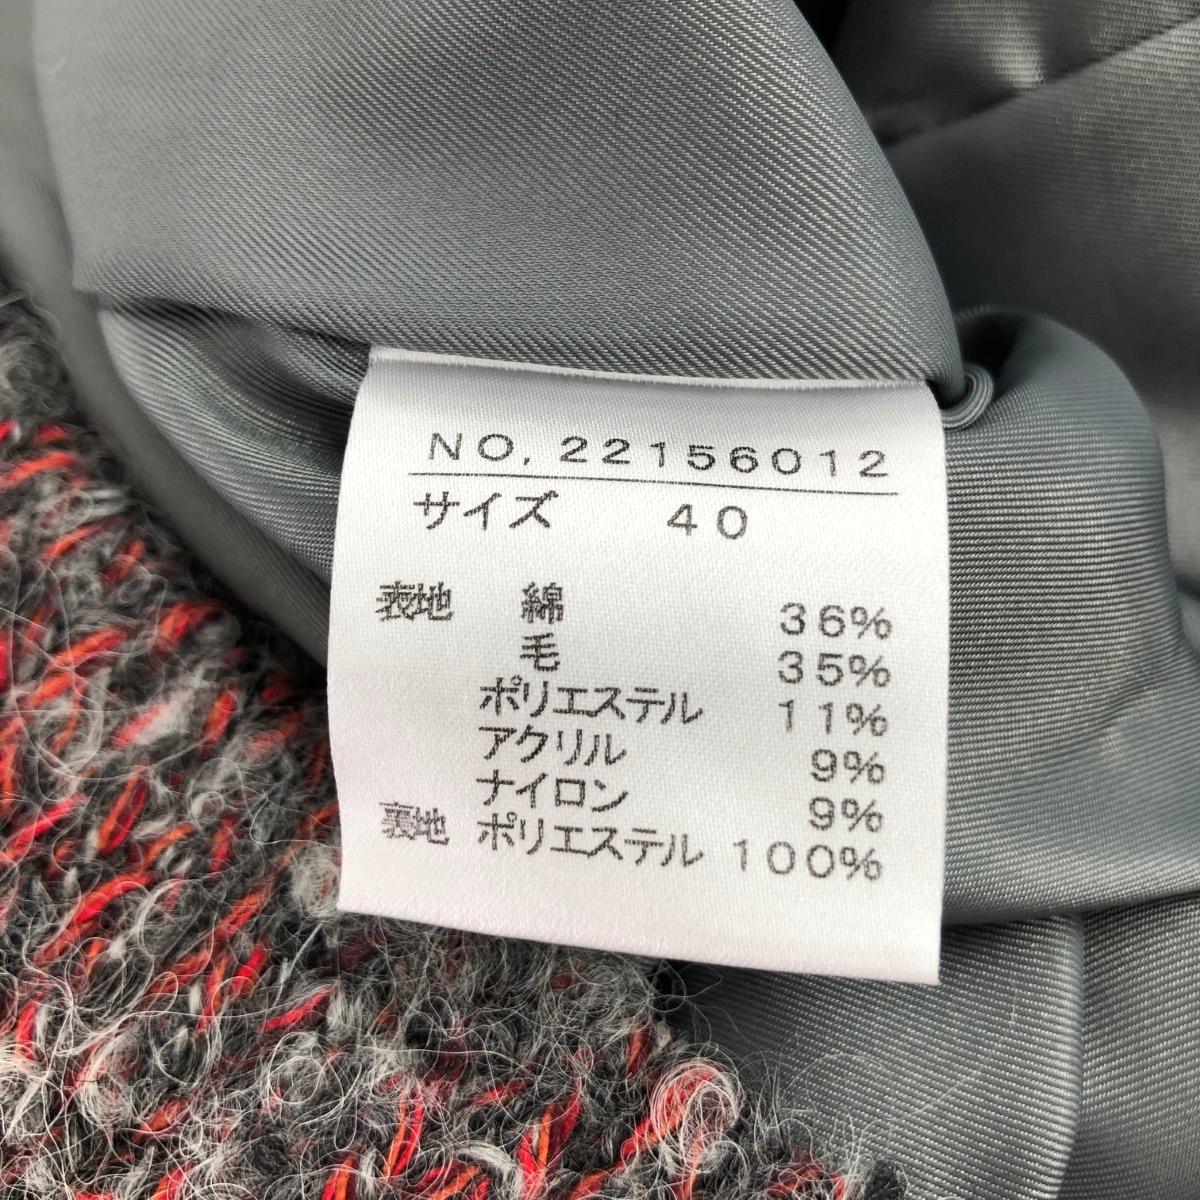 NO, 22156012
サイズ 40
表地 綿 36%
毛 35%
ポリエステル 11%
アクリル 9%
ナイロン 9%
裏地 ポリエステル 100%